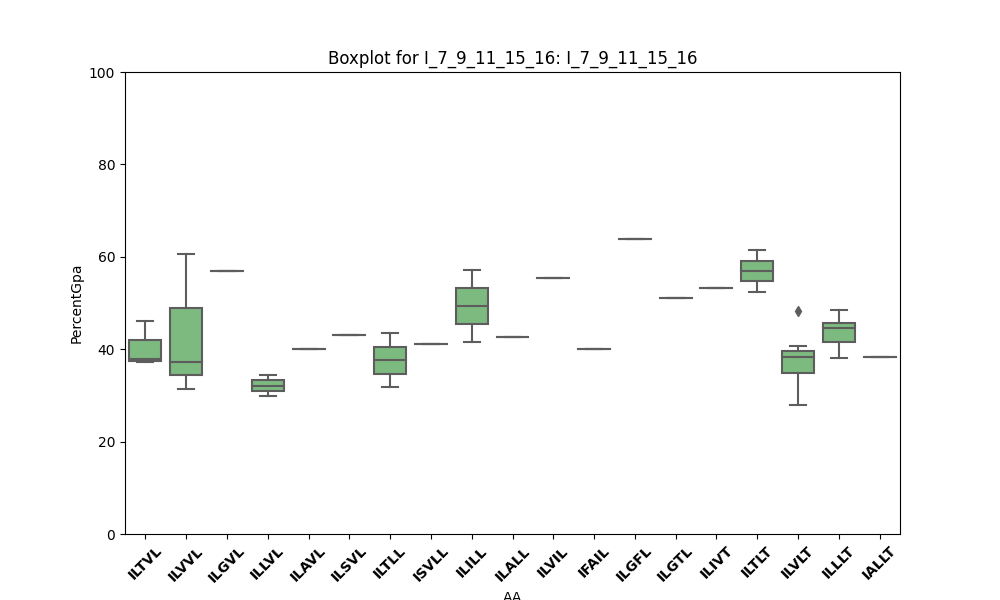 Boxplot for I_7_9_11_15_16: I_7_9_11_15_16
100
80
60
40
20
0
PercentGpa
ILTVL ILVVL ILGVL ILLVL ILAVL ILSVL ILTLL ISVLL ILILL ILALL ILVIL IFAIL ILGFL ILGTL ILIVT ILTLT ILVLT ILLLT IALLT
AA